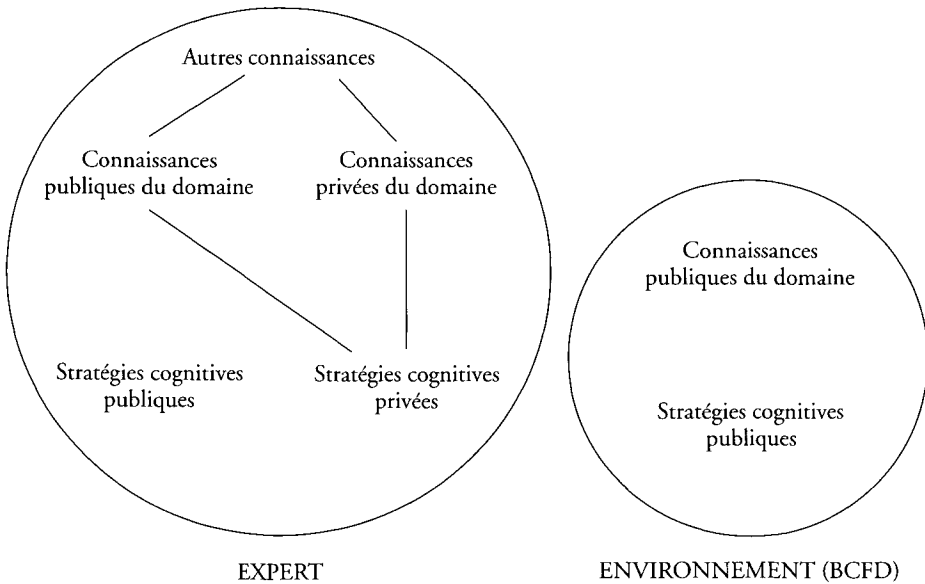 Autres connaissances
Connaissances
publiques du domaine
Connaissances
privées du domaine
Stratégies cognitives
publiques
Stratégies cognitives
privées
EXPERT
Connaissances
publiques du domaine
Stratégies cognitives
publiques
ENVIRONNEMENT (BCFD)